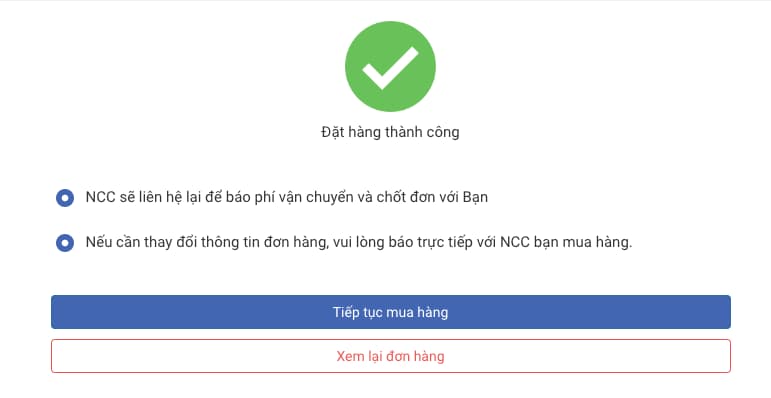 Đặt hàng thành công
NCC sẽ liên hệ lại để báo phí vận chuyển và chốt đơn với Bạn
Nếu cần thay đổi thông tin đơn hàng, vui lòng báo trực tiếp với NCC bạn mua hàng.
Tiếp tục mua hàng
Xem lại đơn hàng